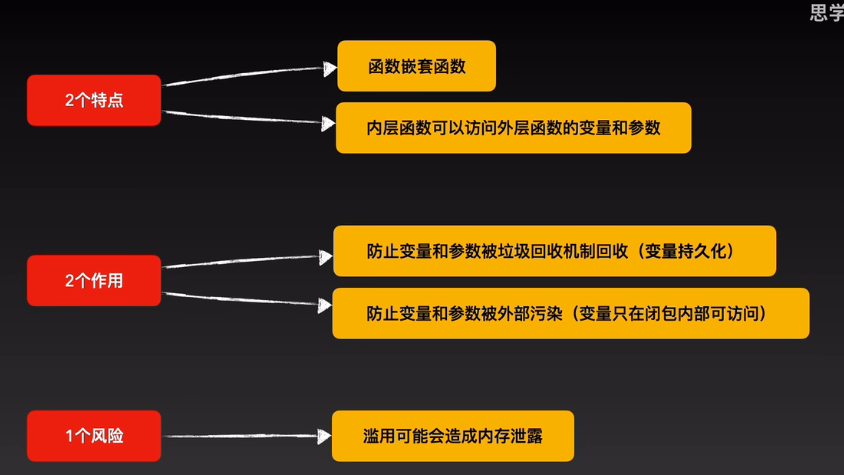 思学
2个特点
函数嵌套函数
内层函数可以访问外层函数的变量和参数
2个作用
防止变量和参数被垃圾回收机制回收（变量持久化）
防止变量和参数被外部污染（变量只在闭包内部可访问）
1个风险
滥用可能会造成内存泄露